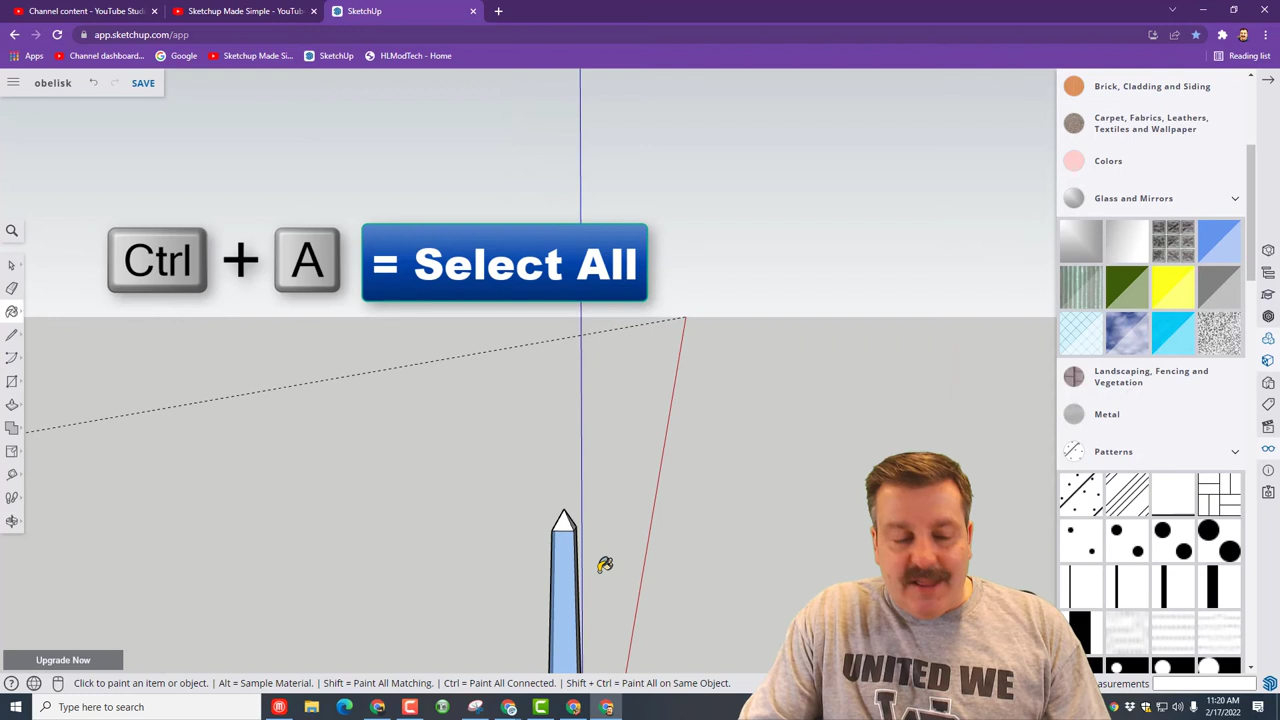 Channel content - YouTube Studi
Sketchup Made Simple - YouTube
SketchUp
app.sketchup.com/app
Apps
Channel dashboard...
Google
Sketchup Made Si...
SketchUp
HLModTech - Home
Reading list
obelisk
SAVE
Brick, Cladding and Siding
Carpet, Fabrics, Leathers,
Textiles and Wallpaper
Colors
Glass and Mirrors
Ctrl + A = Select All
Landscaping, Fencing and
Vegetation
Metal
Patterns
UNITED WE
Upgrade Now
Click to paint an item or object. | Alt = Sample Material. | Shift = Paint All Matching. | Ctrl = Paint All Connected. | Shift + Ctrl = Paint All on Same Object.
easurements
Type here to search
11:20 AM
2/17/2022